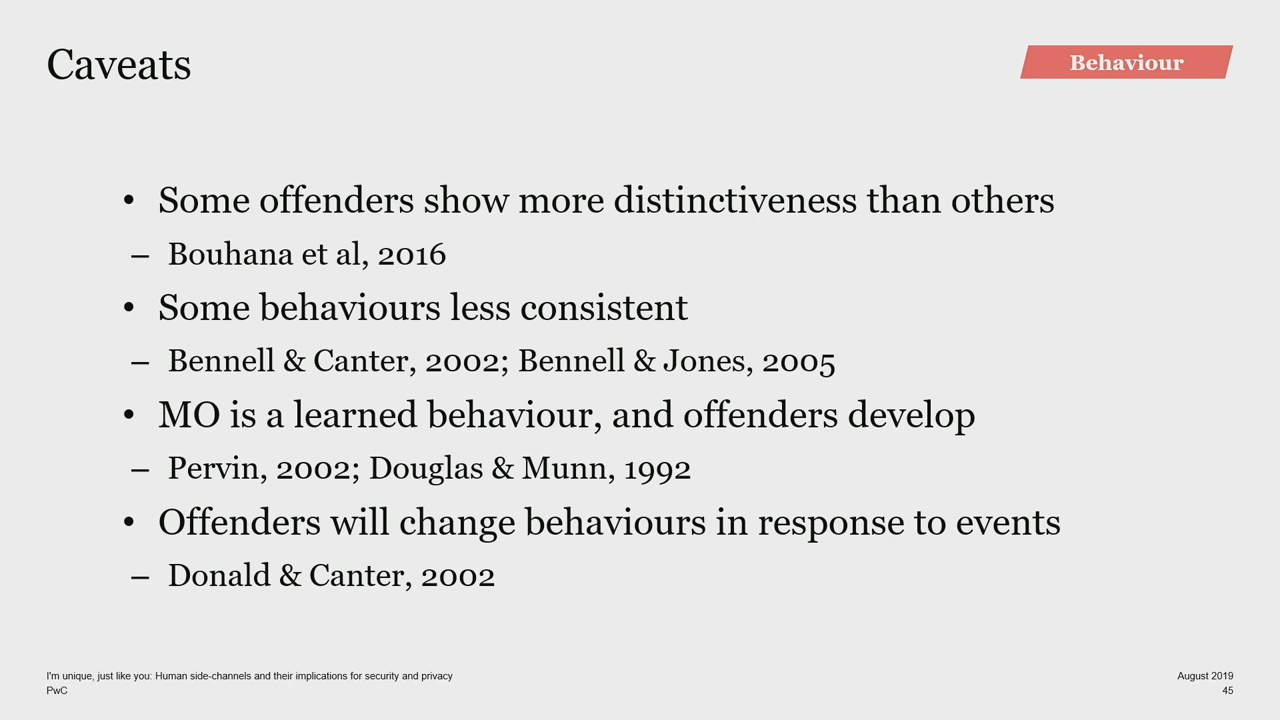 Caveats
Behaviour
• Some offenders show more distinctiveness than others
– Bouhana et al, 2016
• Some behaviours less consistent
– Bennell & Canter, 2002; Bennell & Jones, 2005
• MO is a learned behaviour, and offenders develop
– Pervin, 2002; Douglas & Munn, 1992
• Offenders will change behaviours in response to events
– Donald & Canter, 2002
I'm unique, just like you: Human side-channels and their implications for security and privacy
PwC
August 2019
45